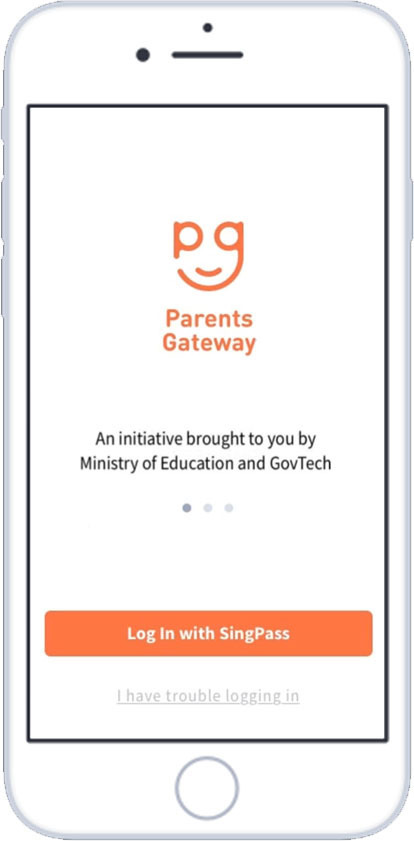 pg
Parents
Gateway
An initiative brought to you by
Ministry of Education and GovTech
Log In with SingPass
I have trouble logging in